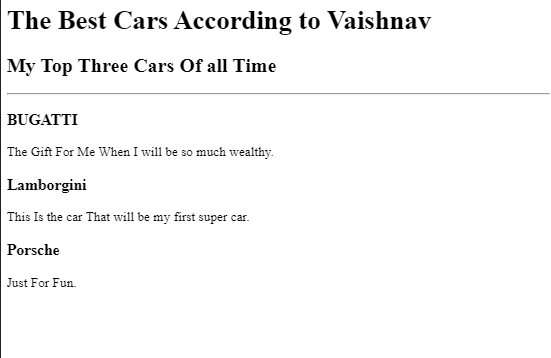 The Best Cars According to Vaishnav
My Top Three Cars Of all Time
BUGATTI
The Gift For Me When I will be so much wealthy.
Lamborgini
This Is the car That will be my first super car.
Porsche
Just For Fun.